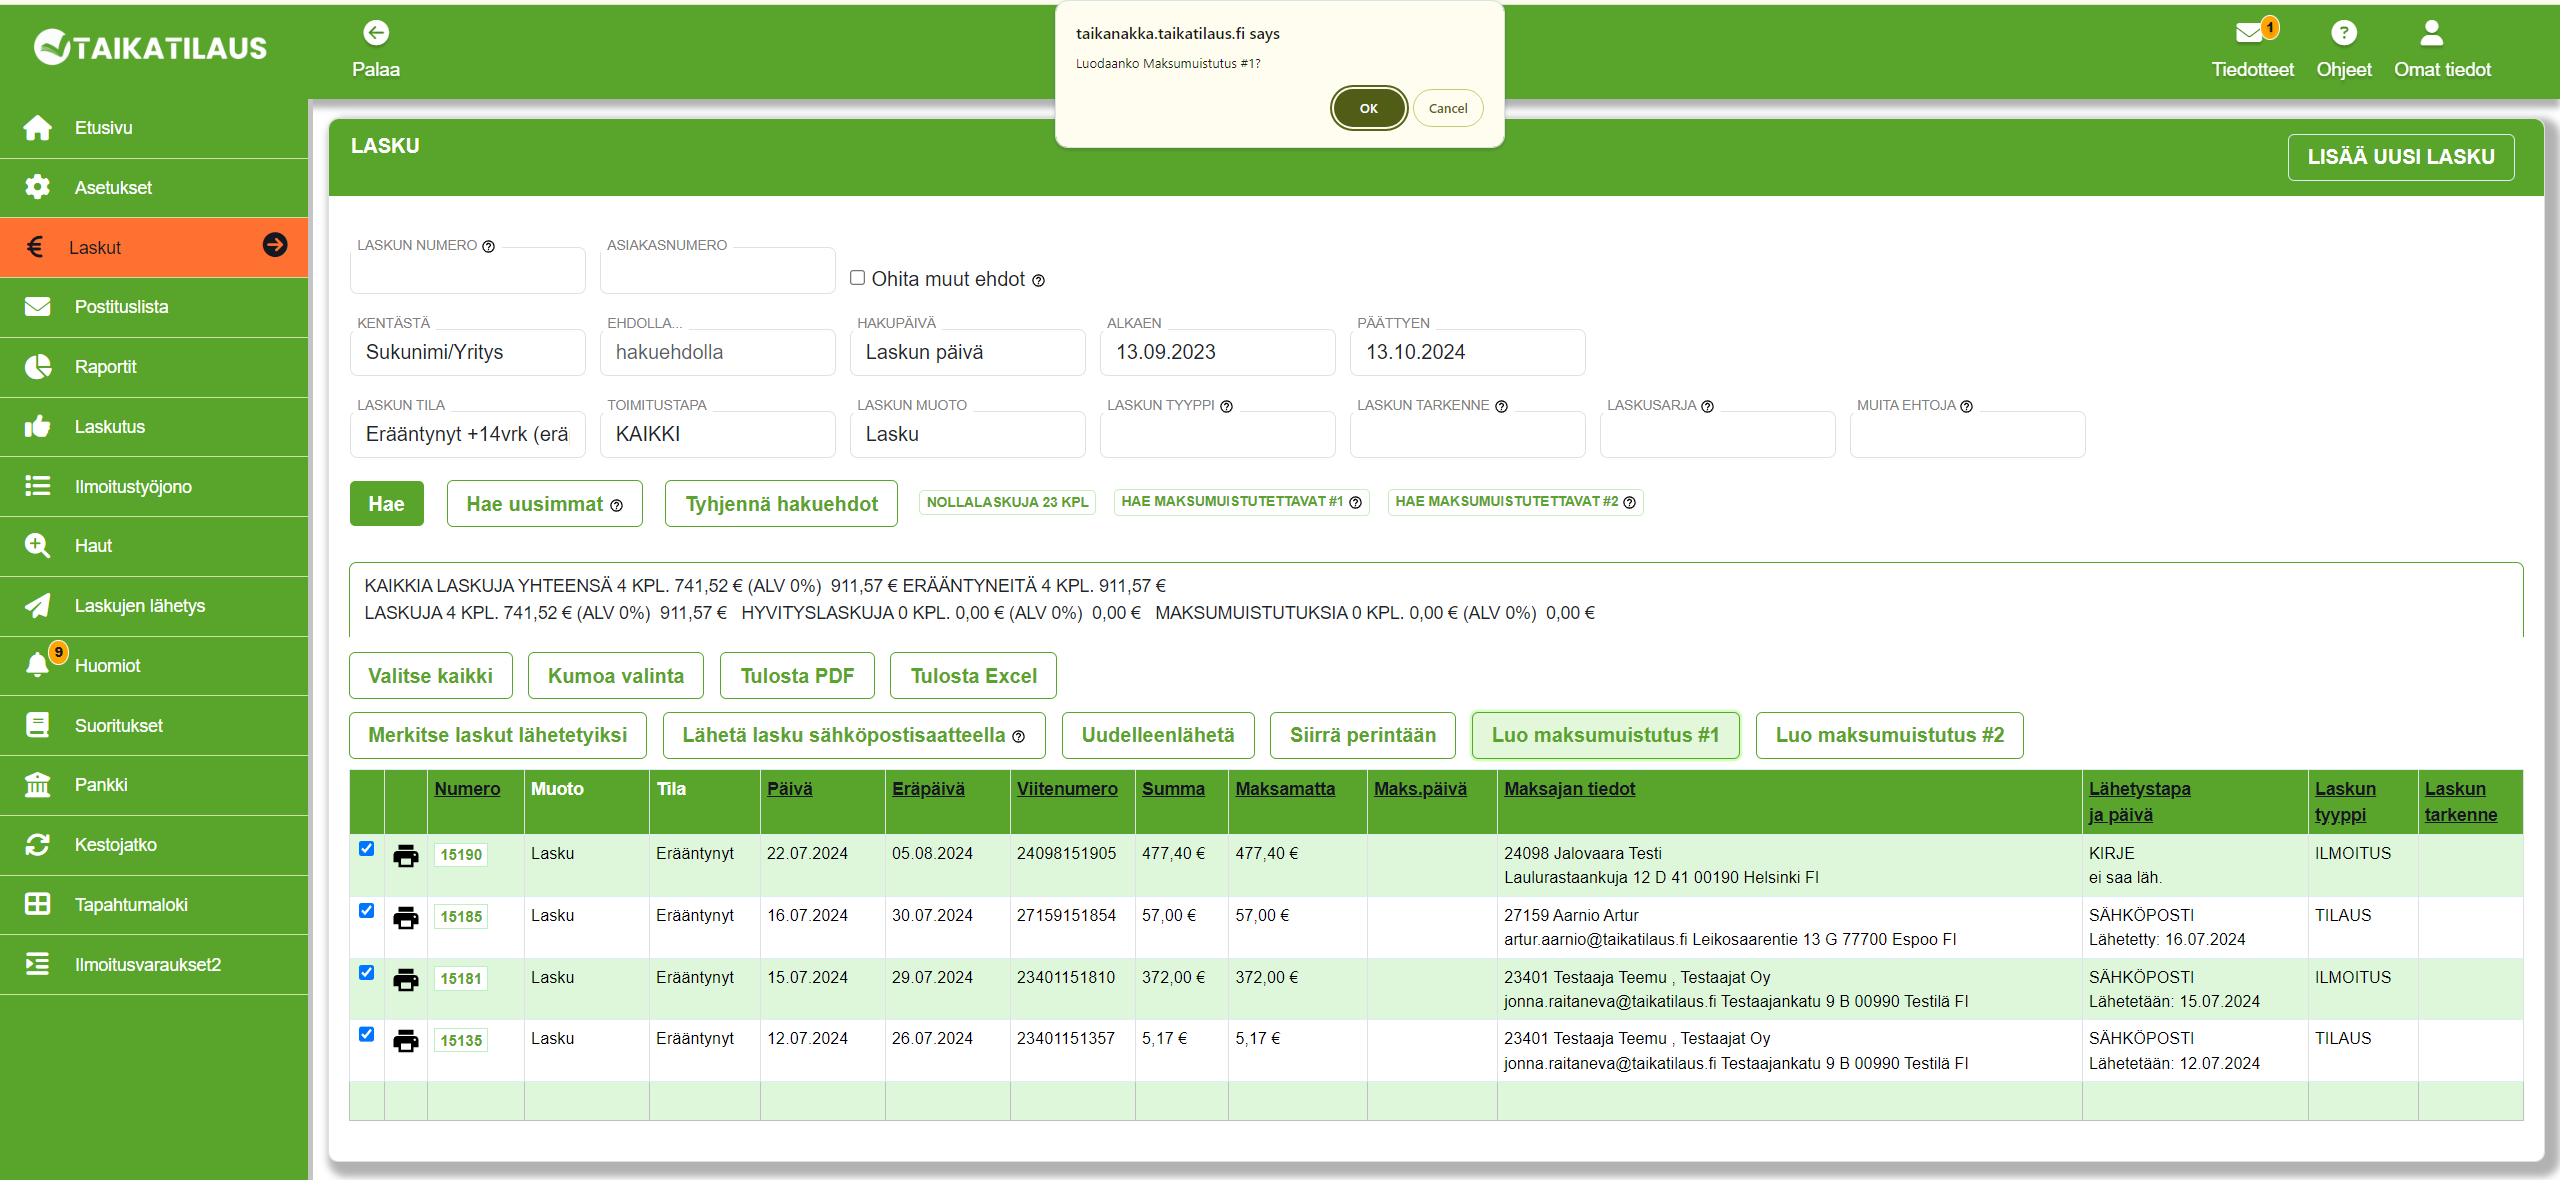 TAIKATILAUS
Palaa
taikanakka.taikatilaus.fi says
Luodaanko Maksumuistutus #1?
OK
Cancel
1
Tiedotteet
Ohjeet
Omat tiedot
Etusivu
Asetukset
Laskut
Postituslista
Raportit
Laskutus
Ilmoitustyöjono
Haut
Laskujen lähetys
9
Huomiot
Suoritukset
Pankki
Kestojatko
Tapahtumaloki
Ilmoitusvaraukset2
LASKU
LISÄÄ UUSI LASKU
LASKUN NUMERO
ASIAKASNUMERO
Ohita muut ehdot
KENTÄSTÄ
EHDOLLA...
HAKUPÄIVÄ
ALKAEN
PÄÄTTYEN
Sukunimi/Yritys
hakuehdolla
Laskun päivä
13.09.2023
13.10.2024
LASKUN TILA
TOIMITUSTAPA
LASKUN MUOTO
LASKUN TYYPPI
LASKUN TARKENNE
LASKUSARJA
MUITA EHTOJA
Erääntynyt +14vrk (erä
KAIKKI
Lasku
Hae
Hae uusimmat
Tyhjennä hakuehdot
NOLLALASKUJA 23 KPL
HAE MAKSUMUISTUTETTAVAT #1
HAE MAKSUMUISTUTETTAVAT #2
KAIKKIA LASKUJA YHTEENSÄ 4 KPL. 741,52 € (ALV 0%) 911,57 € ERÄÄNTYNEITÄ 4 KPL. 911,57 €
LASKUJA 4 KPL. 741,52 € (ALV 0%) 911,57 € HYVITYSLASKUJA 0 KPL. 0,00 € (ALV 0%) 0,00 € MAKSUMUISTUTUKSIA 0 KPL. 0,00 € (ALV 0%) 0,00 €
Valitse kaikki
Kumoa valinta
Tulosta PDF
Tulosta Excel
Merkitse laskut lähetetyiksi
Lähetä lasku sähköpostisaatteella
Uudelleenlähetä
Siirrä perintään
Luo maksumuistutus #1
Luo maksumuistutus #2
Numero Muoto Tila Päivä Eräpäivä Viitenumero Summa Maksamatta Maks.päivä Maksajan tiedot Lähetystapa Laskun Laskun
ja päivä tyyppi tarkenne
15190 Lasku Erääntynyt 22.07.2024 05.08.2024 24098151905 477,40 € 477,40 € 24098 Jalovaara Testi KIRJE ILMOITUS
Laulurastaankuja 12 D 41 00190 Helsinki FI ei saa läh.
15185 Lasku Erääntynyt 16.07.2024 30.07.2024 27159151854 57,00 € 57,00 € 27159 Aarnio Artur SÄHKÖPOSTI TILAUS
artur.aarnio@taikatilaus.fi Leikosaarentie 13 G 77700 Espoo FI Lähetetty: 16.07.2024
15181 Lasku Erääntynyt 15.07.2024 29.07.2024 23401151810 372,00 € 372,00 € 23401 Testaaja Teemu , Testaajat Oy SÄHKÖPOSTI ILMOITUS
jonna.raitaneva@taikatilaus.fi Testaajankatu 9 B 00990 Testilä FI Lähetetään: 15.07.2024
15135 Lasku Erääntynyt 12.07.2024 26.07.2024 23401151357 5,17 € 5,17 € 23401 Testaaja Teemu , Testaajat Oy SÄHKÖPOSTI TILAUS
jonna.raitaneva@taikatilaus.fi Testaajankatu 9 B 00990 Testilä FI Lähetetään: 12.07.2024